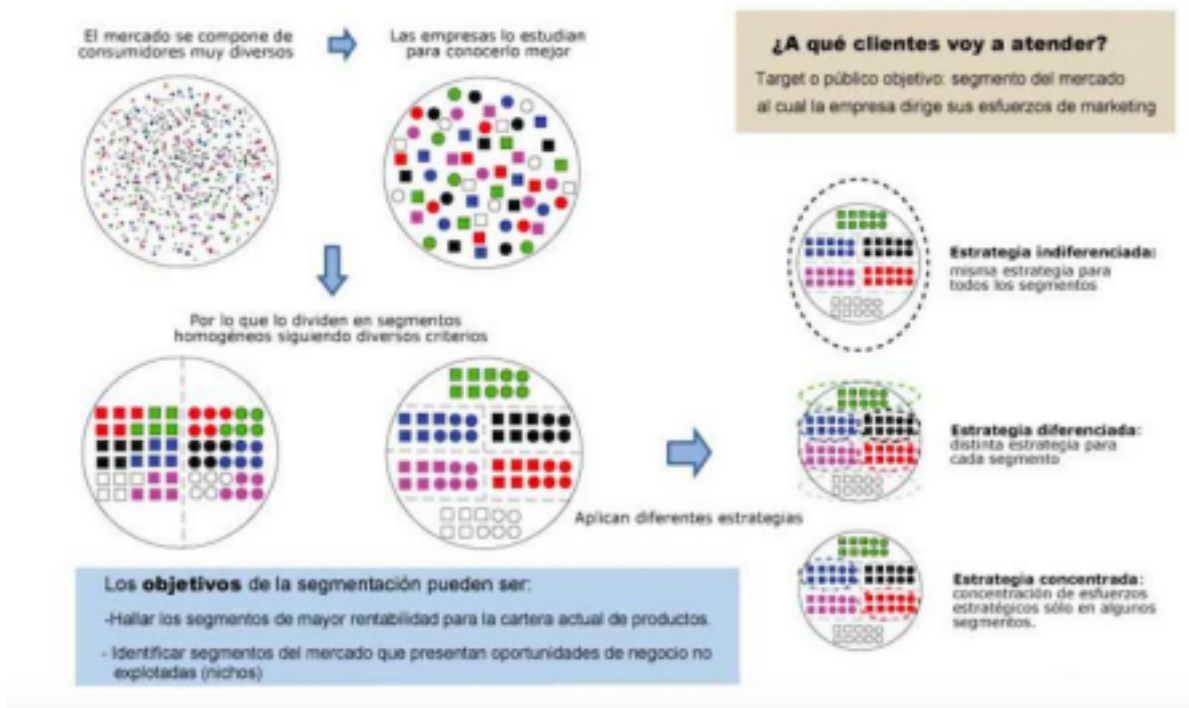 El mercado se compone de
consumidores muy diversos
Las empresas lo estudian
para conocerlo mejor
¿A qué clientes voy a atender?
Target o público objetivo: segmento del mercado
al cual la empresa dirige sus esfuerzos de marketing
Por lo que lo dividen en segmentos
homogéneos siguiendo diversos criterios
Aplican diferentes estrategias
Estrategia indiferenciada:
misma estrategia para
todos los segmentos
Estrategia diferenciada:
distinta estrategia para
cada segmento
Estrategia concentrada:
concentración de esfuerzos
estratégicos sólo en algunos
segmentos.
Los objetivos de la segmentación pueden ser:
-Hallar los segmentos de mayor rentabilidad para la cartera actual de productos.
- Identificar segmentos del mercado que presentan oportunidades de negocio no
explotadas (nichos)